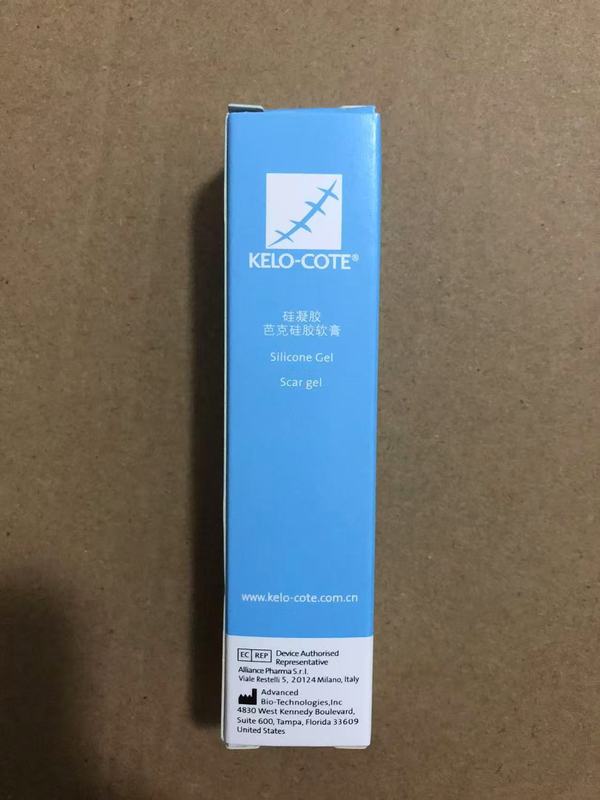 KELO-COTE®
硅凝胶
芭克硅胶软膏
Silicone Gel
Scar gel
www.kelo-cote.com.cn
EC REP Device Authorised
Representative
Alliance Pharma S.r.l.
Viale Restelli 5, 20124 Milano, Italy
Advanced
Bio-Technologies,Inc
4830 West Kennedy Boulevard,
Suite 600, Tampa, Florida 33609
United States